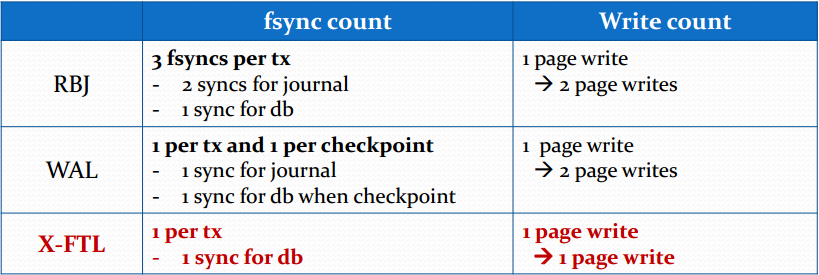 fsync count Write count
RBJ
3 fsyncs per tx
- 2 syncs for journal
- 1 sync for db
1 page write
→ 2 page writes
WAL
1 per tx and 1 per checkpoint
- 1 sync for journal
- 1 sync for db when checkpoint
1 page write
→ 2 page writes
X-FTL
1 per tx
- 1 sync for db
1 page write
→ 1 page write